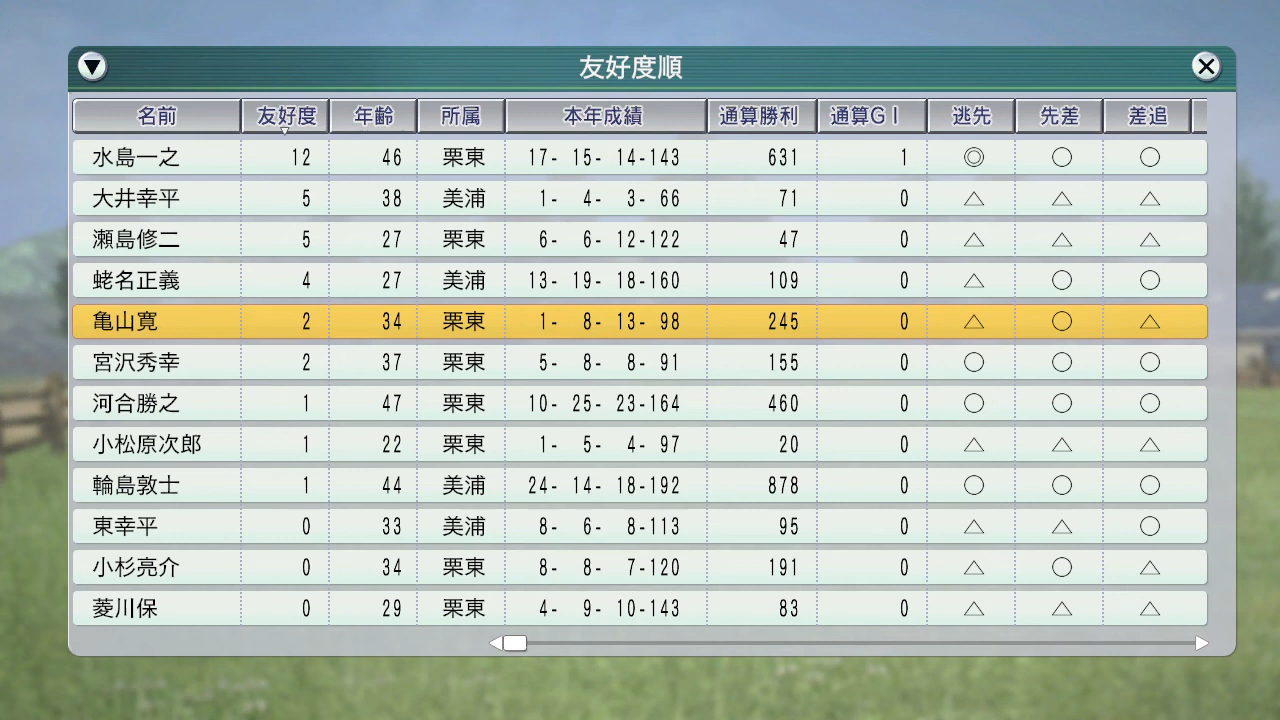 友好度順
名前 友好度 年齢 所属 本年成績 通算勝利 通算GⅠ 逃先 先差 差追
水島一之 12 46 栗東 17- 15- 14-143 631 1 ◎ ○ ○
大井幸平 5 38 美浦 1- 4- 3- 66 71 0 △ △ △
瀬島修二 5 27 栗東 6- 6- 12-122 47 0 △ △ △
蛯名正義 4 27 美浦 13- 19- 18-160 109 0 △ ○ ○
亀山寛 2 34 栗東 1- 8- 13- 98 245 0 △ ○ △
宮沢秀幸 2 37 栗東 5- 8- 8- 91 155 0 ○ ○ ○
河合勝之 1 47 栗東 10- 25- 23-164 460 0 ○ ○ ○
小松原次郎 1 22 栗東 1- 5- 4- 97 20 0 △ △ △
輪島敦士 1 44 美浦 24- 14- 18-192 878 0 ○ ○ ○
東幸平 0 33 美浦 8- 6- 8-113 95 0 △ △ ○
小杉亮介 0 34 栗東 8- 8- 7-120 191 0 △ ○ △
菱川保 0 29 栗東 4- 9- 10-143 83 0 △ △ △